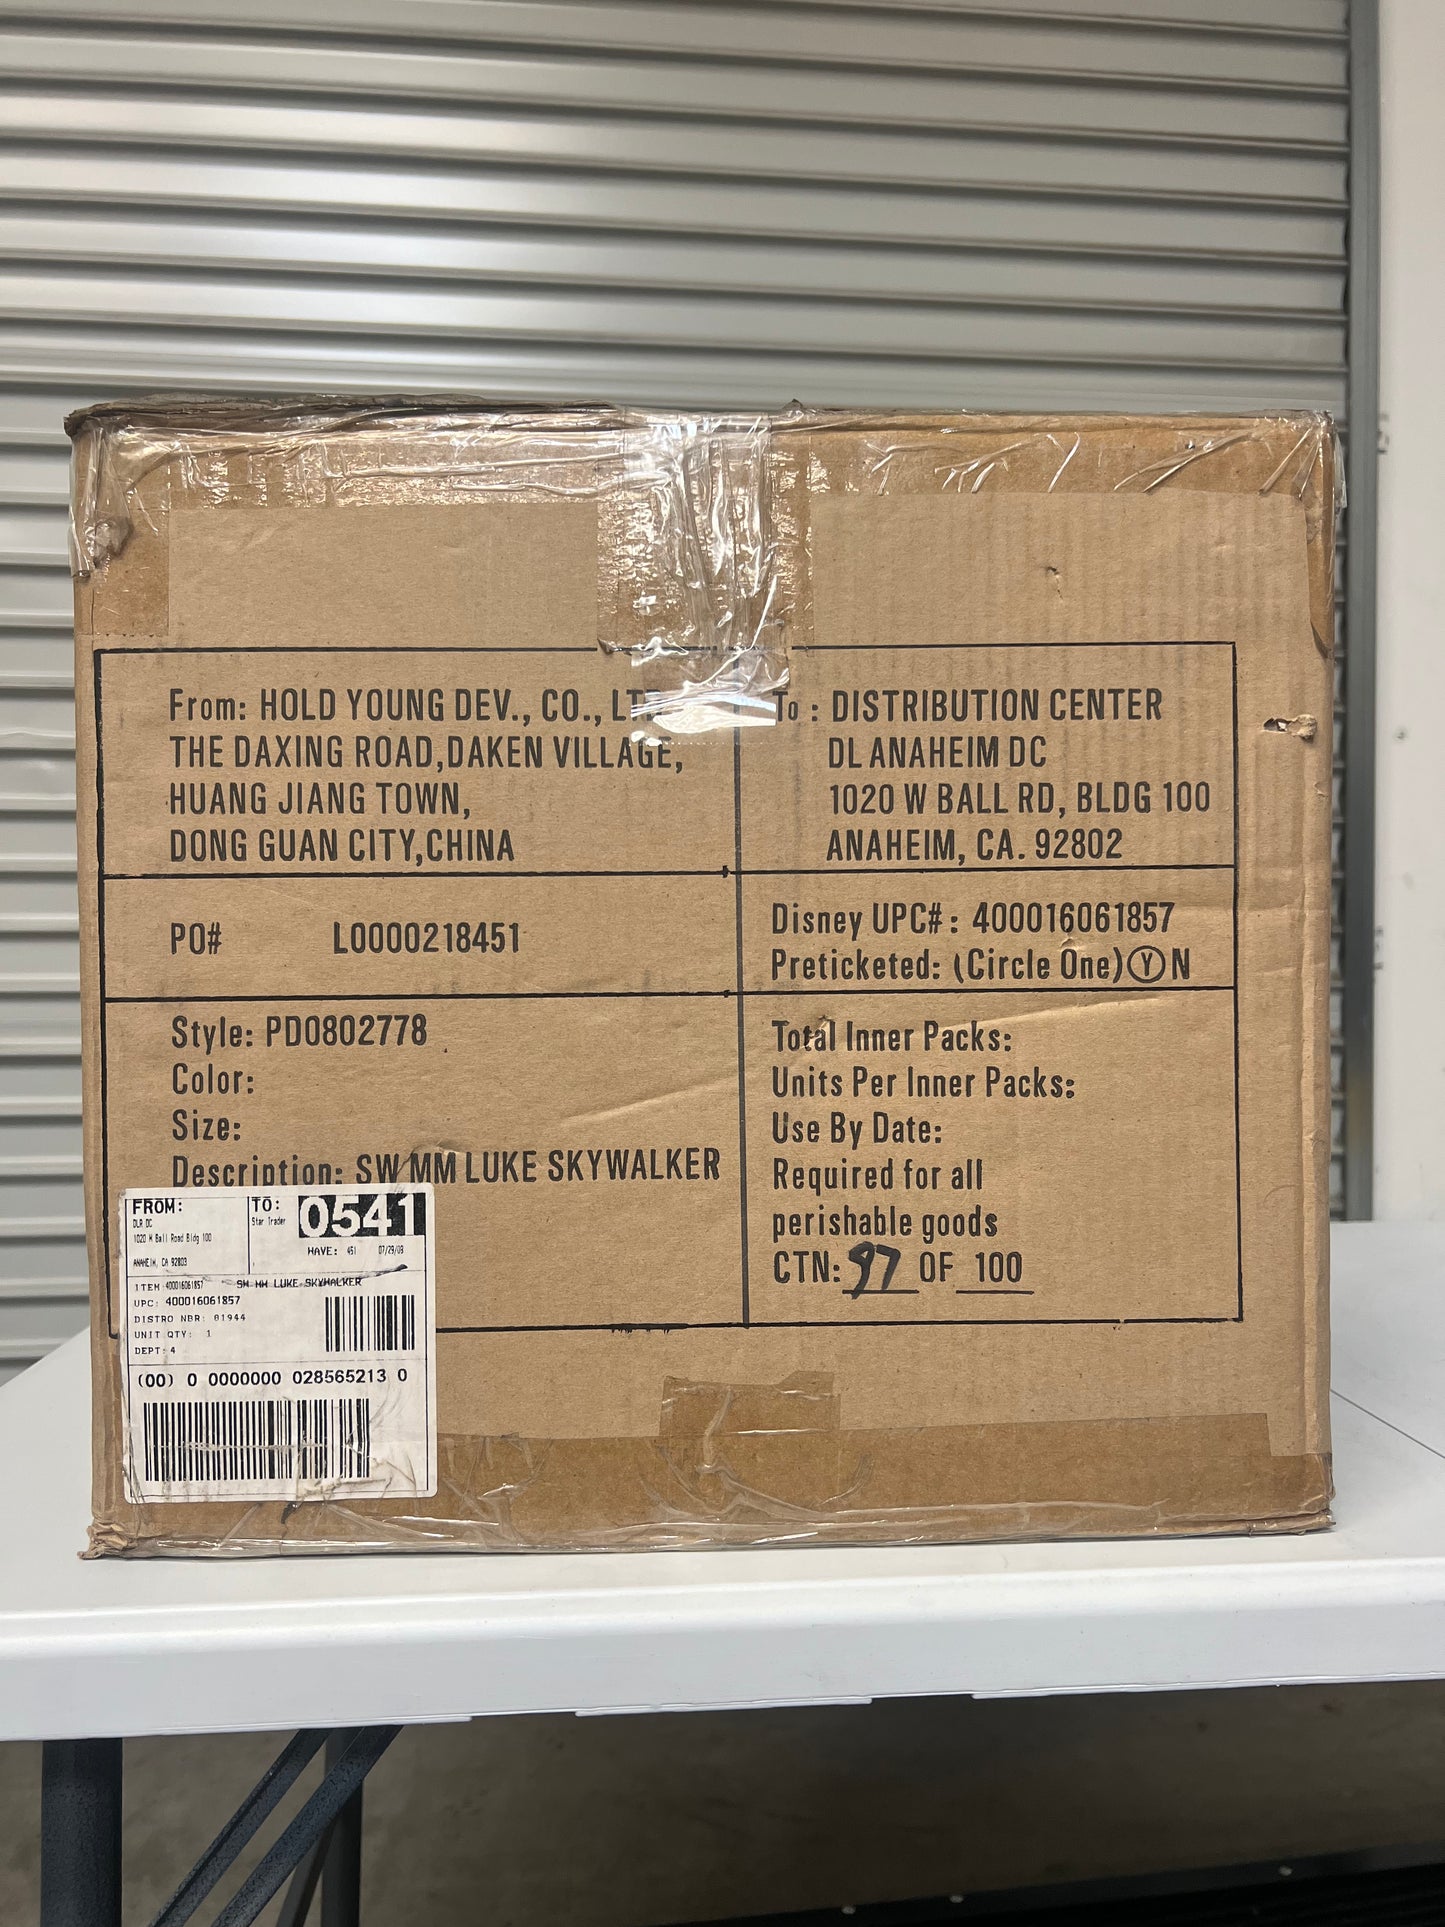 From: HOLD YOUNG DEV., CO., LTD
THE DAXING ROAD,DAKEN VILLAGE,
HUANG JIANG TOWN,
DONG GUAN CITY,CHINA
To : DISTRIBUTION CENTER
DL ANAHEIM DC
1020 W BALL RD, BLDG 100
ANAHEIM, CA. 92802
PO# L0000218451
Disney UPC# : 400016061857
Preticketed: (Circle One) Y N
Style: PD0802778
Color:
Size:
Description: SW MM LUKE SKYWALKER
Total Inner Packs:
Units Per Inner Packs:
Use By Date:
Required for all
perishable goods
CTN: 97 OF 100
FROM:
DLR DC
1020 W Ball Road Bldg 100
ANAHEIM, CA 92803
TO:
Star Trader
0541
WAVE: 451 07/29/09
ITEM: 400016061857 SW MM LUKE SKYWALKER
UPC: 400016061857
DISTRO NBR: 01944
UNIT QTY: 1
DEPT: 4
(00) 0 0000000 028565213 0